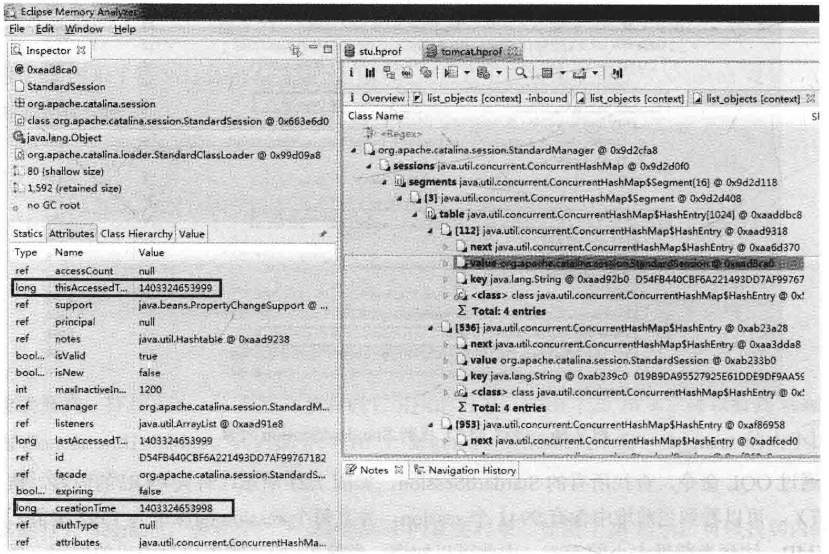 Eclipse Memory Analyzer
File Edit Window Help
Inspector
0xaad8ca0
StandardSession
org.apache.catalina.session
class org.apache.catalina.session.StandardSession @ 0x663e6d0
java.lang.Object
org.apache.catalina.loader.StandardClassLoader @ 0x99d09a8
80 (shallow size)
1,592 (retained size)
no GC root
Statics Attributes Class Hierarchy Value
Type Name Value
ref accessCount null
long thisAccessedT... 1403324653999
ref support java.beans.PropertyChangeSupport @ ...
ref principal null
ref notes java.util.Hashtable @ 0xaad9238
bool... isValid true
bool... isNew false
int maxInactiveIn... 1200
ref manager org.apache.catalina.session.StandardM...
ref listeners java.util.ArrayList @ 0xaad91e8
long lastAccessedT... 1403324653999
ref id D54FB440CBF6A221493DD7AF99767182
ref facade org.apache.catalina.session.StandardS...
bool... expiring false
long creationTime 1403324653998
ref authType null
ref attributes java.util.concurrent.ConcurrentHashMa...
stu.hprof tomcat.hprof
i Overview list_objects [context] -inbound list_objects [context] list_objects [context]
Class Name Sl
<Regex>
org.apache.catalina.session.StandardManager @ 0x9d2cfa8
sessions java.util.concurrent.ConcurrentHashMap @ 0x9d2d0f0
segments java.util.concurrent.ConcurrentHashMap$Segment[16] @ 0x9d2d118
[3] java.util.concurrent.ConcurrentHashMap$Segment @ 0x9d2d408
table java.util.concurrent.ConcurrentHashMap$HashEntry[1024] @ 0xaaddbc8
[112] java.util.concurrent.ConcurrentHashMap$HashEntry @ 0xaad9318
next java.util.concurrent.ConcurrentHashMap$HashEntry @ 0xaa6d370
value org.apache.catalina.session.StandardSession @ 0xaad8ca0
key java.lang.String @ 0xaad92b0 D54FB440CBF6A221493DD7AF99767
<class> class java.util.concurrent.ConcurrentHashMap$HashEntry @ 0x!
Σ Total: 4 entries
[536] java.util.concurrent.ConcurrentHashMap$HashEntry @ 0xab23a28
next java.util.concurrent.ConcurrentHashMap$HashEntry @ 0xaa3dda8
value org.apache.catalina.session.StandardSession @ 0xab233b0
key java.lang.String @ 0xab239c0 019B9DA95527925E61DDE9DF9AA59
<class> class java.util.concurrent.ConcurrentHashMap$HashEntry @ 0x!
Σ Total: 4 entries
[953] java.util.concurrent.ConcurrentHashMap$HashEntry @ 0xaf86958
next java.util.concurrent.ConcurrentHashMap$HashEntry @ 0xadfced0
Notes Navigation History